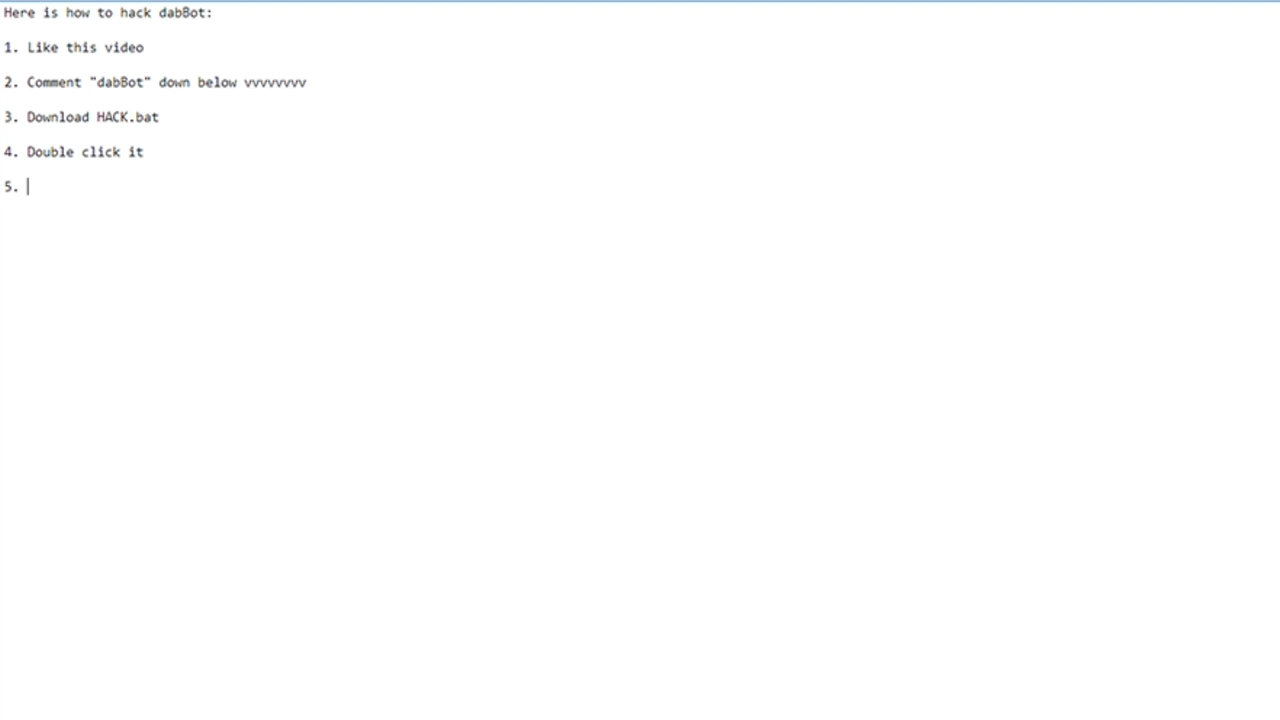 Here is how to hack dabBot:
1. Like this video
2. Comment "dabBot" down below vvvvvvvv
3. Download HACK.bat
4. Double click it
5.